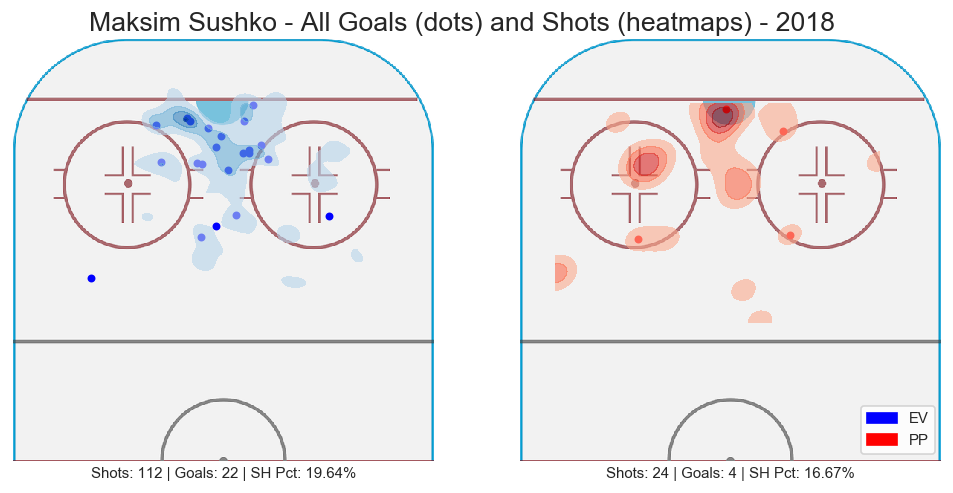 Maksim Sushko - All Goals (dots) and Shots (heatmaps) - 2018
EV
PP
Shots: 112 | Goals: 22 | SH Pct: 19.64%
Shots: 24 | Goals: 4 | SH Pct: 16.67%